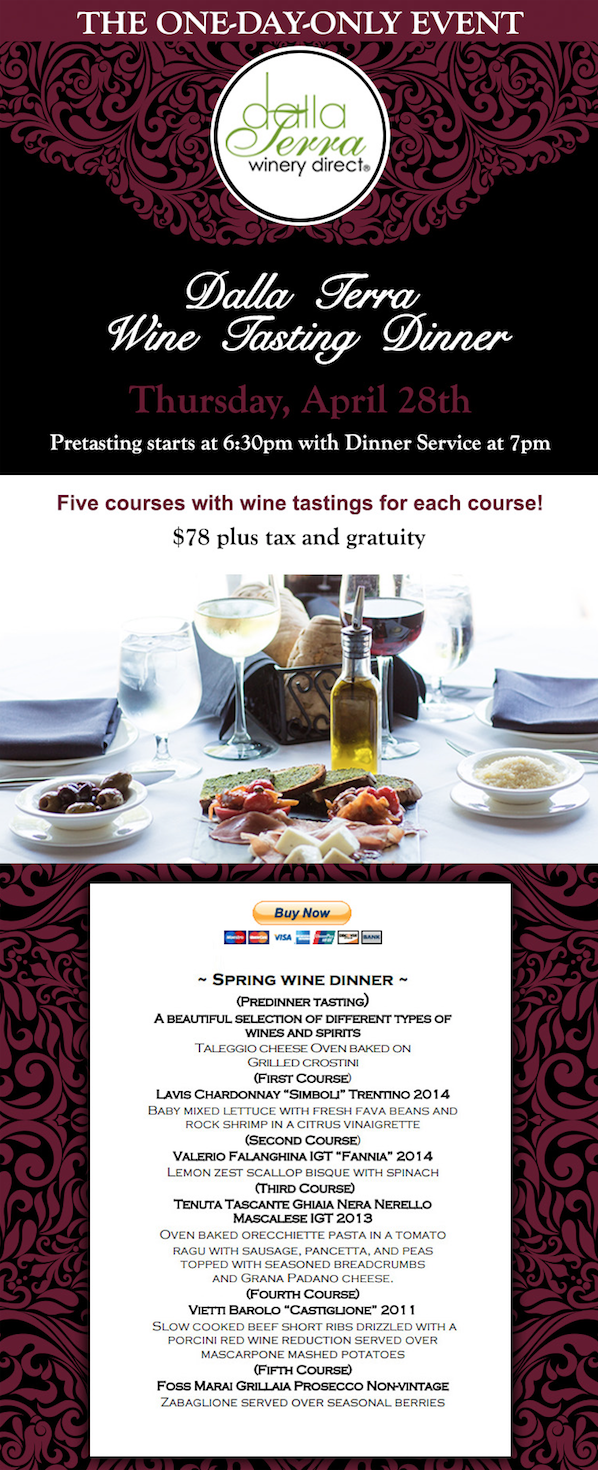 THE ONE-DAY-ONLY EVENT
dalla
Terra
winery direct®
Dalla Terra
Wine Tasting Dinner
Thursday, April 28th
Pretasting starts at 6:30pm with Dinner Service at 7pm
Five courses with wine tastings for each course!
$78 plus tax and gratuity
Buy Now
VISA
BANK
~ Spring wine dinner ~
(Predinner tasting)
A beautiful selection of different types of
wines and spirits
Taleggio cheese Oven baked on
Grilled crostini
(First Course)
Lavis Chardonnay “Simboli” Trentino 2014
Baby mixed lettuce with fresh fava beans and
rock shrimp in a citrus vinaigrette
(Second Course)
Valerio Falanghina IGT “Fannia” 2014
Lemon zest scallop bisque with spinach
(Third Course)
Tenuta Tascante Ghiaia Nera Nerello
Mascalese IGT 2013
Oven baked orecchiette pasta in a tomato
ragu with sausage, pancetta, and peas
topped with seasoned breadcrumbs
and Grana Padano cheese.
(Fourth Course)
Vietti Barolo “Castiglione” 2011
Slow cooked beef short ribs drizzled with a
porcini red wine reduction served over
mascarpone mashed potatoes
(Fifth Course)
Foss Marai Grillaia Prosecco Non-vintage
Zabaglione served over seasonal berries